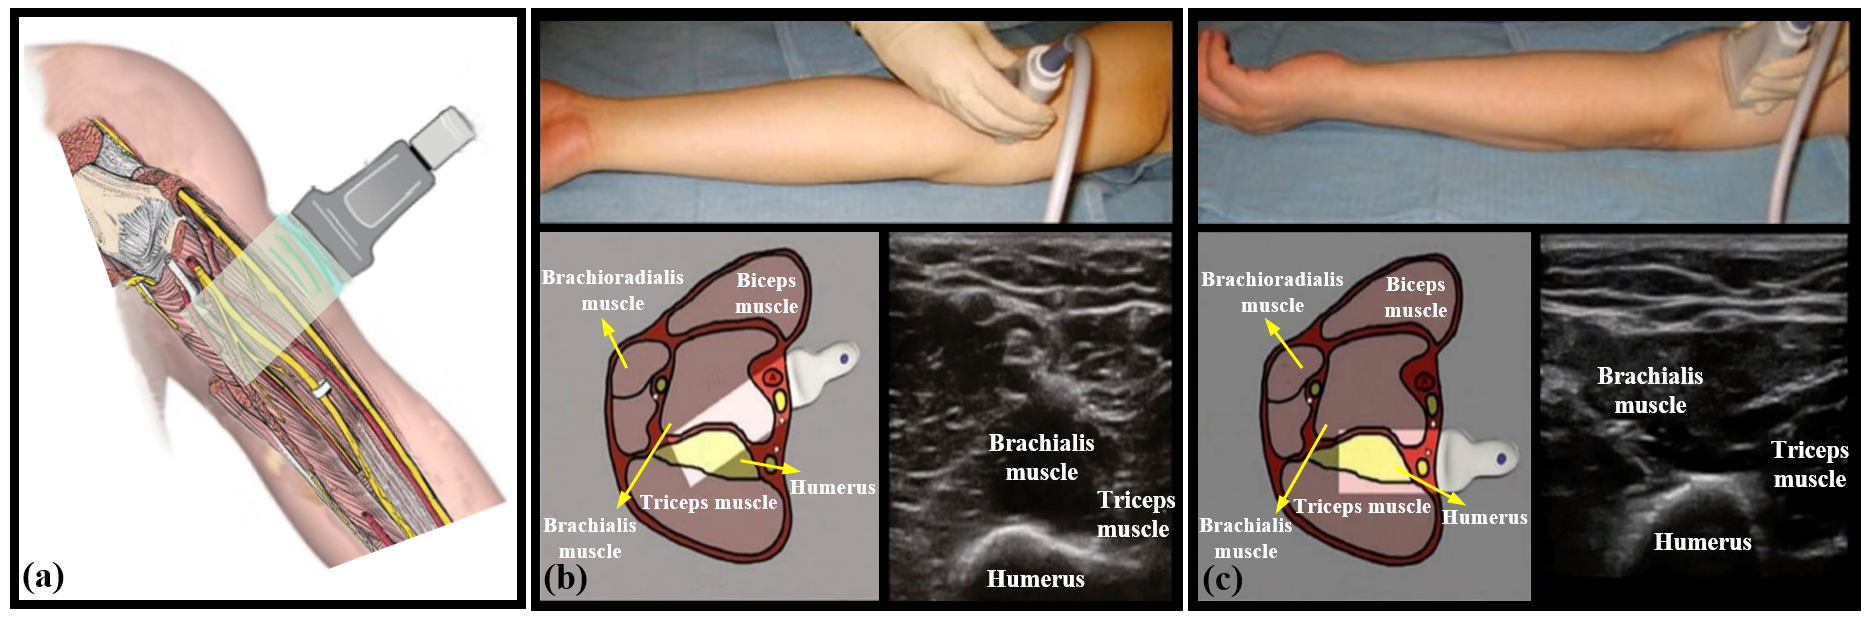 (a)
Brachioradialis
muscle
Biceps
muscle
A
Triceps muscle
Humerus
Brachialis
muscle
(b)
Brachialis
muscle
Triceps
muscle
Humerus
Brachioradialis
muscle
Biceps
muscle
A
Triceps muscle
Humerus
Brachialis
muscle
(c)
Brachialis
muscle
Triceps
muscle
Humerus